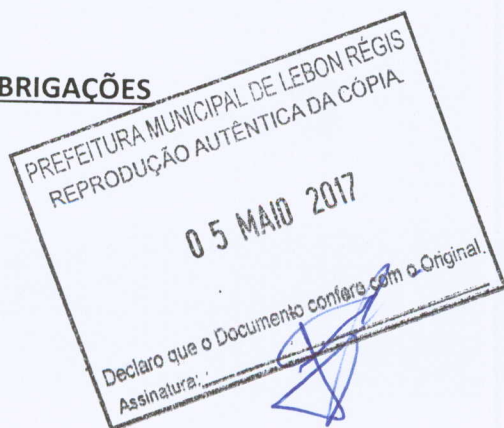 BRIGAÇÕES
PREFEITURA MUNICIPAL DE LEBON RÉGIS
REPRODUÇÃO AUTÊNTICA DA CÓPIA.
05 MAIO 2017
Declaro que o Documento confere com o Original.
Assinatura: